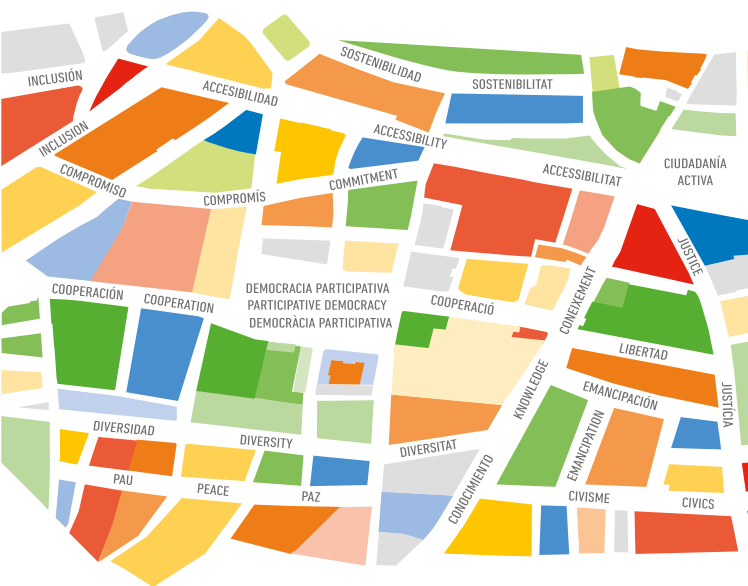 SOSTENIBILIDAD
INCLUSIÓN
SOSTENIBILITAT
ACCESIBILIDAD
ACCESSIBILITY
INCLUSION
CIUDADANÍA
ACTIVA
ACCESSIBILITAT
COMPROMISO
COMMITMENT
COMPROMÍS
JUSTICE
DEMOCRACIA PARTICIPATIVA
PARTICIPATIVE DEMOCRACY
DEMOCRÀCIA PARTICIPATIVA
COOPERACIÓN
COOPERATION
COOPERACIÓ
CONEIXEMENT
LIBERTAD
KNOWLEDGE
EMANCIPACIÓN
JUSTÍCIA
DIVERSIDAD
DIVERSITY
DIVERSITAT
EMANCIPATION
PAU
PEACE
PAZ
CONOCIMIENTO
CIVISME
CIVICS